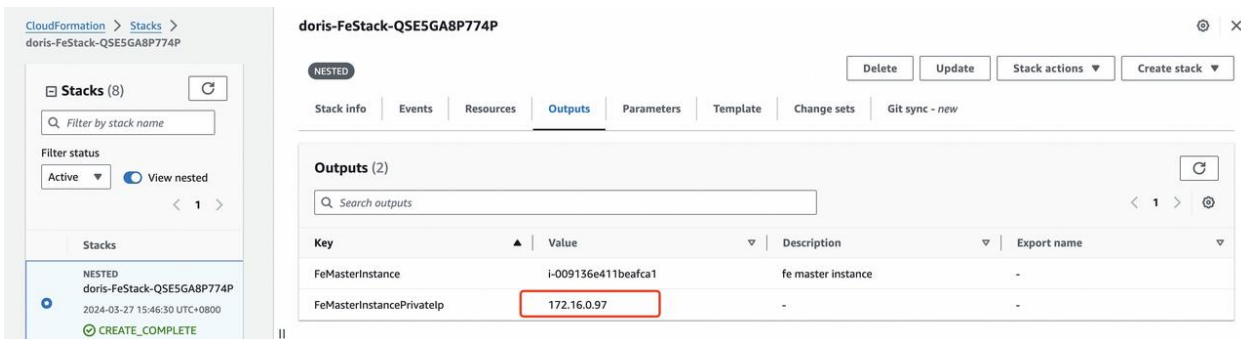 CloudFormation > Stacks >
doris-FeStack-QSE5GA8P774P
Stacks (8)
Filter by stack name
Filter status
Active
View nested
< 1 >
Stacks
NESTED
doris-FeStack-QSE5GA8P774P
2024-03-27 15:46:30 UTC+0800
CREATE_COMPLETE
doris-FeStack-QSE5GA8P774P
NESTED
Delete Update Stack actions Create stack
Stack info Events Resources Outputs Parameters Template Change sets Git sync - new
Outputs (2)
Search outputs
< 1 >
Key Value Description Export name
FeMasterInstance i-009136e411beafca1 fe master instance -
FeMasterInstancePrivateIp 172.16.0.97 - -